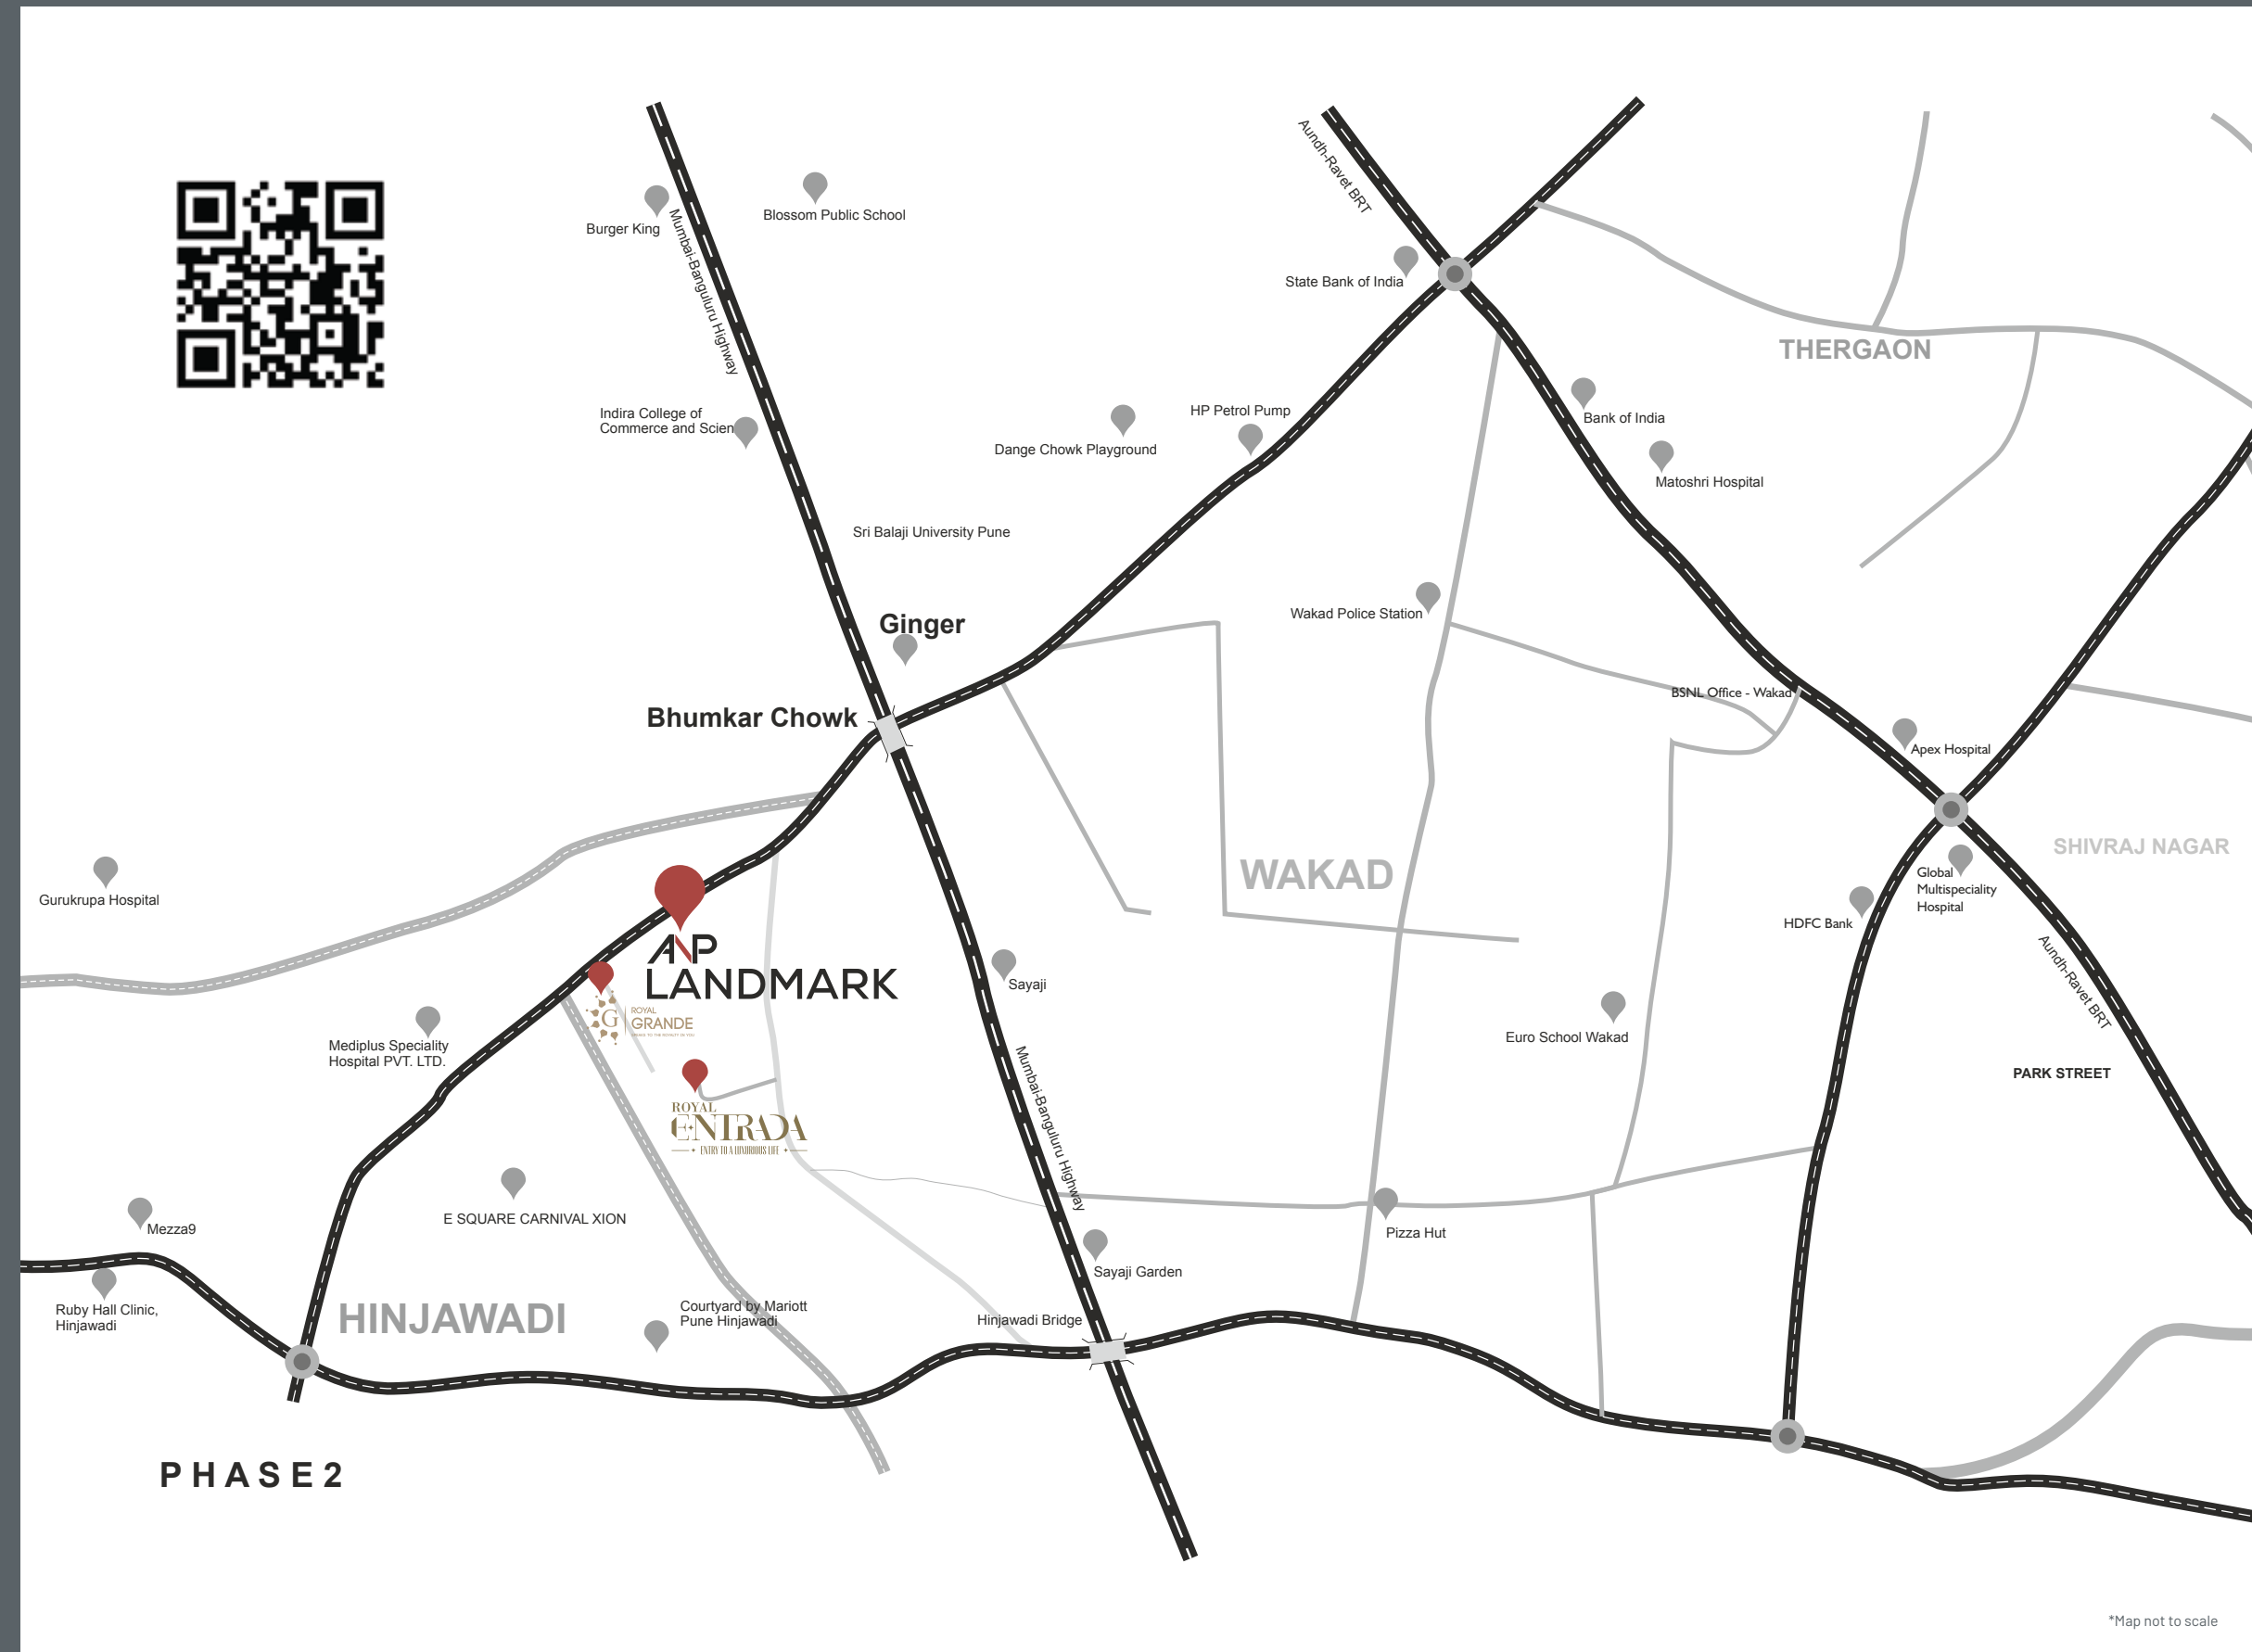 Aundh-Ravet BRT
Burger King
Mumbai-Banguluru Highway
Blossom Public School
State Bank of India
THERGAON
Indira College of
Commerce and Scien
Dange Chowk Playground
HP Petrol Pump
Bank of India
Matoshri Hospital
Sri Balaji University Pune
Ginger
Wakad Police Station
Bhumkar Chowk
BSNL Office - Wakad
Apex Hospital
SHIVRAJ NAGAR
WAKAD
Global
Multispeciality
Hospital
HDFC Bank
Gurukrupa Hospital
ANP
LANDMARK
Sayaji
Aundh-Ravet BRT
G
ROYAL
GRANDE
Mediplus Speciality
Hospital PVT. LTD.
Euro School Wakad
PARK STREET
ROYAL
ENTRADA
ENTRY TO A LUXURIOUS LIFE
Mumbai-Banguluru Highway
E SQUARE CARNIVAL XION
Mezza9
Pizza Hut
Sayaji Garden
Ruby Hall Clinic,
Hinjawadi
HINJAWADI
Courtyard by Mariott
Pune Hinjawadi
Hinjawadi Bridge
PHASE2
*Map not to scale